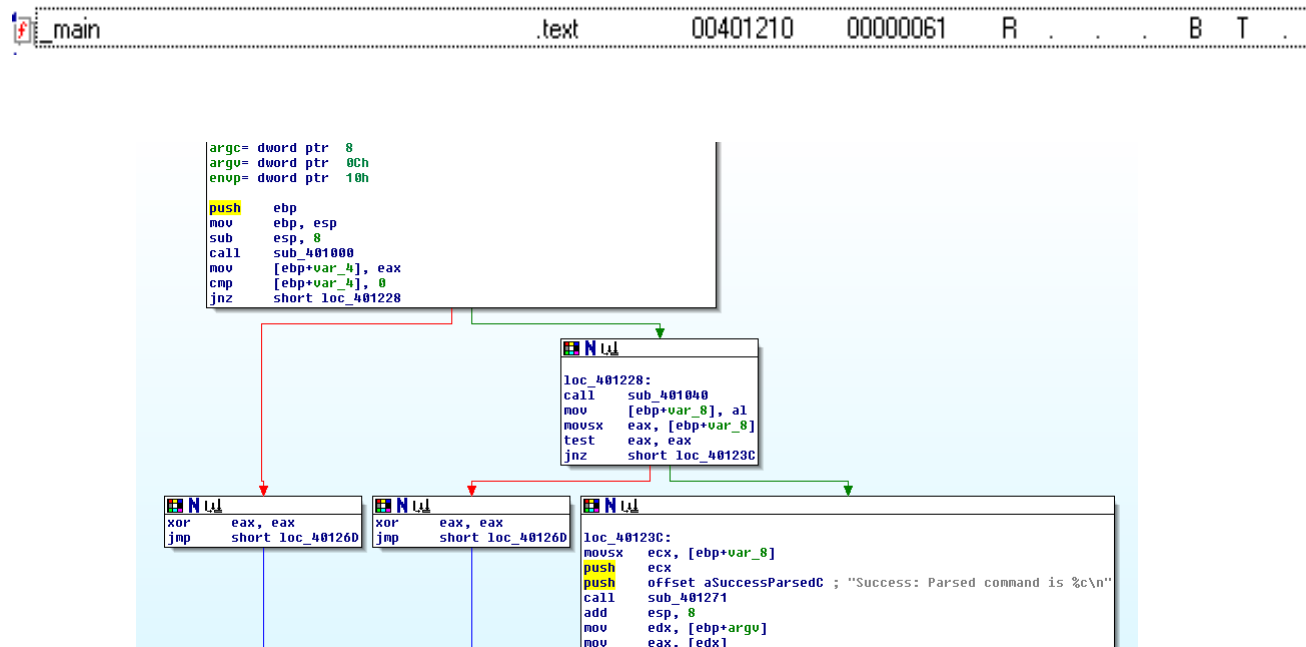 _main .text 00401210 00000061 R . . . B T .
argc= dword ptr 8
argv= dword ptr 0Ch
envp= dword ptr 10h
push ebp
mov ebp, esp
sub esp, 8
call sub_401000
mov [ebp+var_4], eax
cmp [ebp+var_4], 0
jnz short loc_401228
loc_401228:
call sub_401040
mov [ebp+var_8], al
movsx eax, [ebp+var_8]
test eax, eax
jnz short loc_40123C
xor eax, eax
jmp short loc_40126D
xor eax, eax
jmp short loc_40126D
loc_40123C:
movsx ecx, [ebp+var_8]
push ecx
push offset aSuccessParsedC ; "Success: Parsed command is %c\n"
call sub_401271
add esp, 8
mov edx, [ebp+argv]
mov eax, [edx]